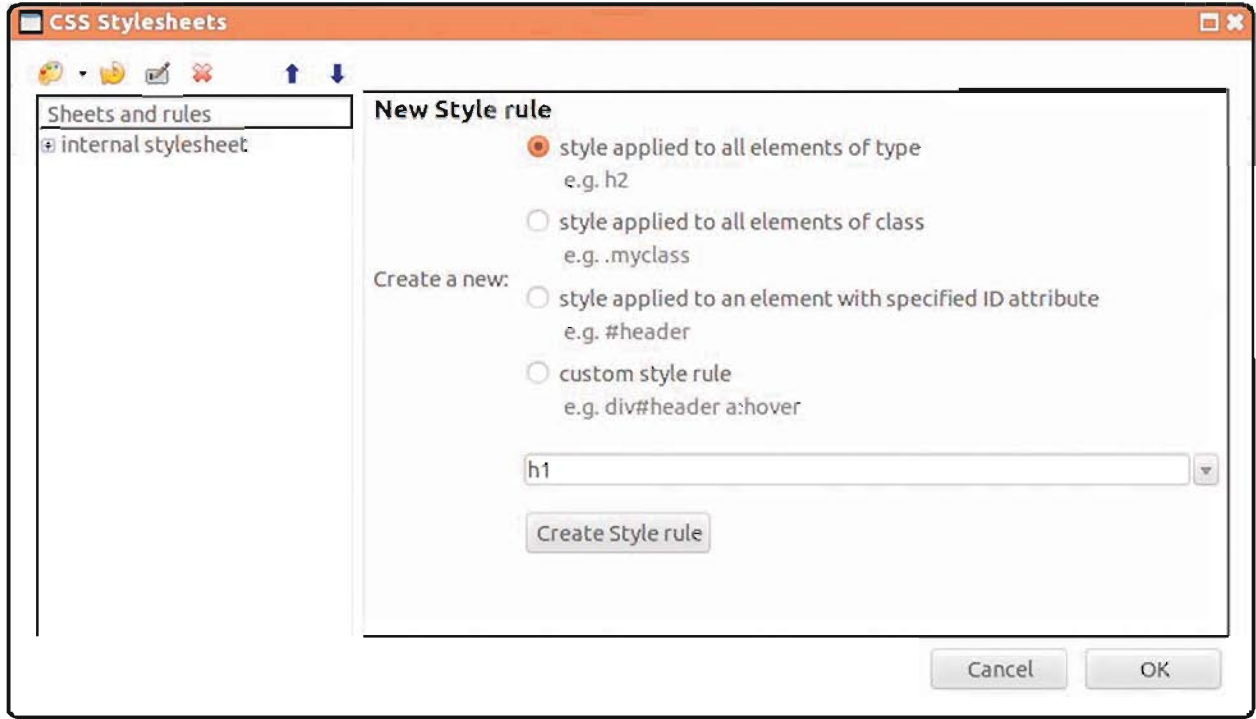 CSS Stylesheets
Sheets and rules
internal stylesheet
New Style rule
style applied to all elements of type
e.g. h2
style applied to all elements of class
e.g. .myclass
Create a new:
style applied to an element with specified ID attribute
e.g. #header
custom style rule
e.g. div#header a:hover
h1
Create Style rule
Cancel
OK